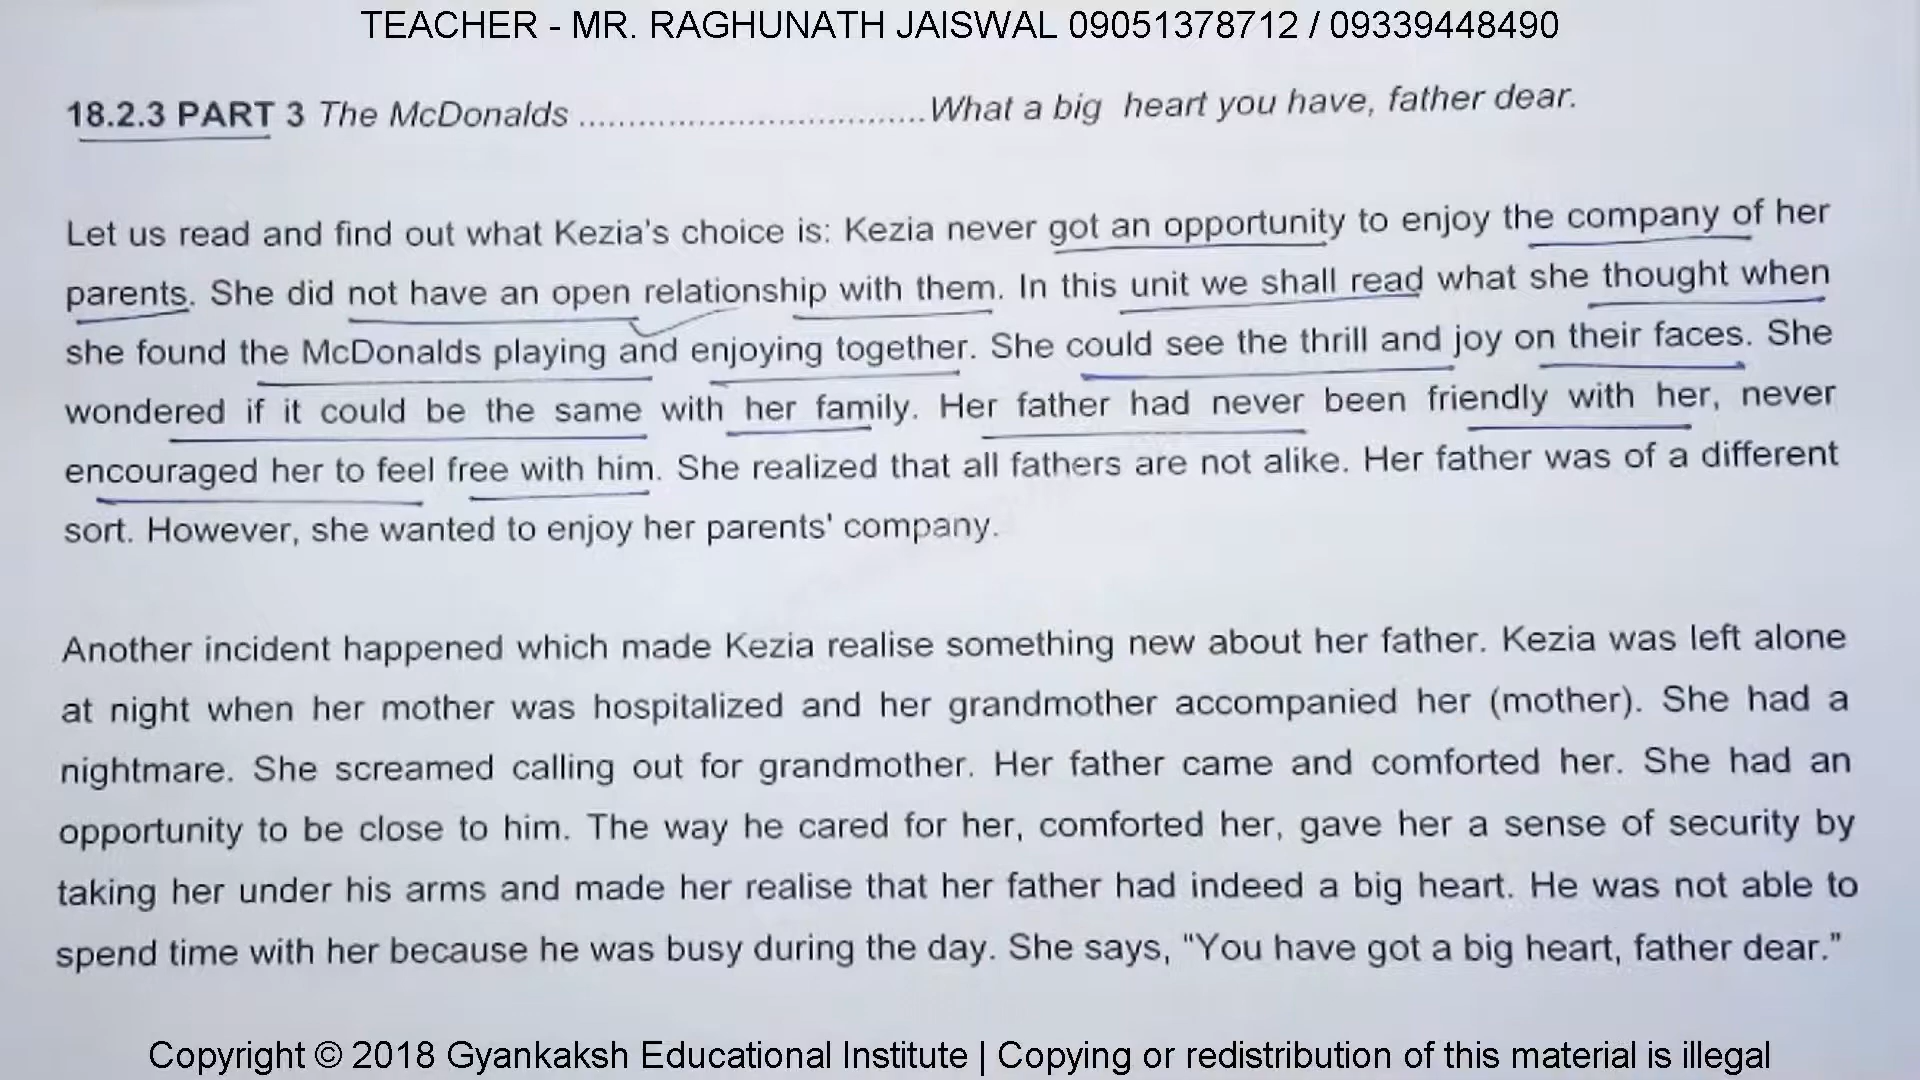 TEACHER - MR. RAGHUNATH JAISWAL 09051378712 / 09339448490
18.2.3 PART 3 The McDonalds ....................................What a big heart you have, father dear.
Let us read and find out what Kezia's choice is: Kezia never got an opportunity to enjoy the company of her
parents. She did not have an open relationship with them. In this unit we shall read what she thought when
she found the McDonalds playing and enjoying together. She could see the thrill and joy on their faces. She
wondered if it could be the same with her family. Her father had never been friendly with her, never
encouraged her to feel free with him. She realized that all fathers are not alike. Her father was of a different
sort. However, she wanted to enjoy her parents' company.
Another incident happened which made Kezia realise something new about her father. Kezia was left alone
at night when her mother was hospitalized and her grandmother accompanied her (mother). She had a
nightmare. She screamed calling out for grandmother. Her father came and comforted her. She had an
opportunity to be close to him. The way he cared for her, comforted her, gave her a sense of security by
taking her under his arms and made her realise that her father had indeed a big heart. He was not able to
spend time with her because he was busy during the day. She says, "You have got a big heart, father dear."
Copyright © 2018 Gyankaksh Educational Institute | Copying or redistribution of this material is illegal